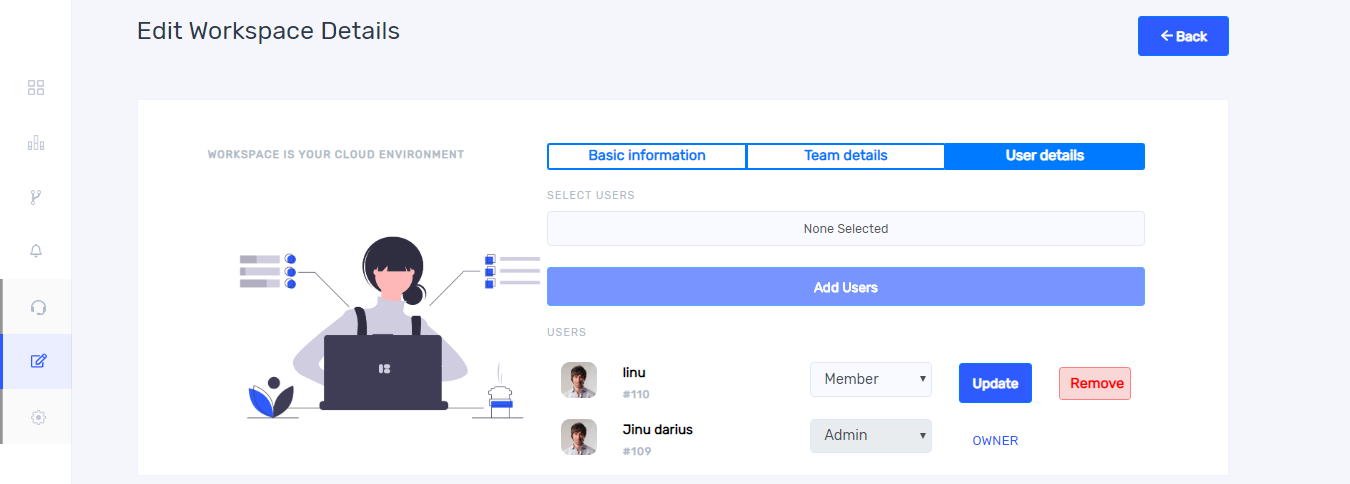 Edit Workspace Details
Back
WORKSPACE IS YOUR CLOUD ENVIRONMENT
Basic information
Team details
User details
SELECT USERS
None Selected
Add Users
USERS
linu
#110
Member
Update
Remove
Jinu darius
#109
Admin
OWNER